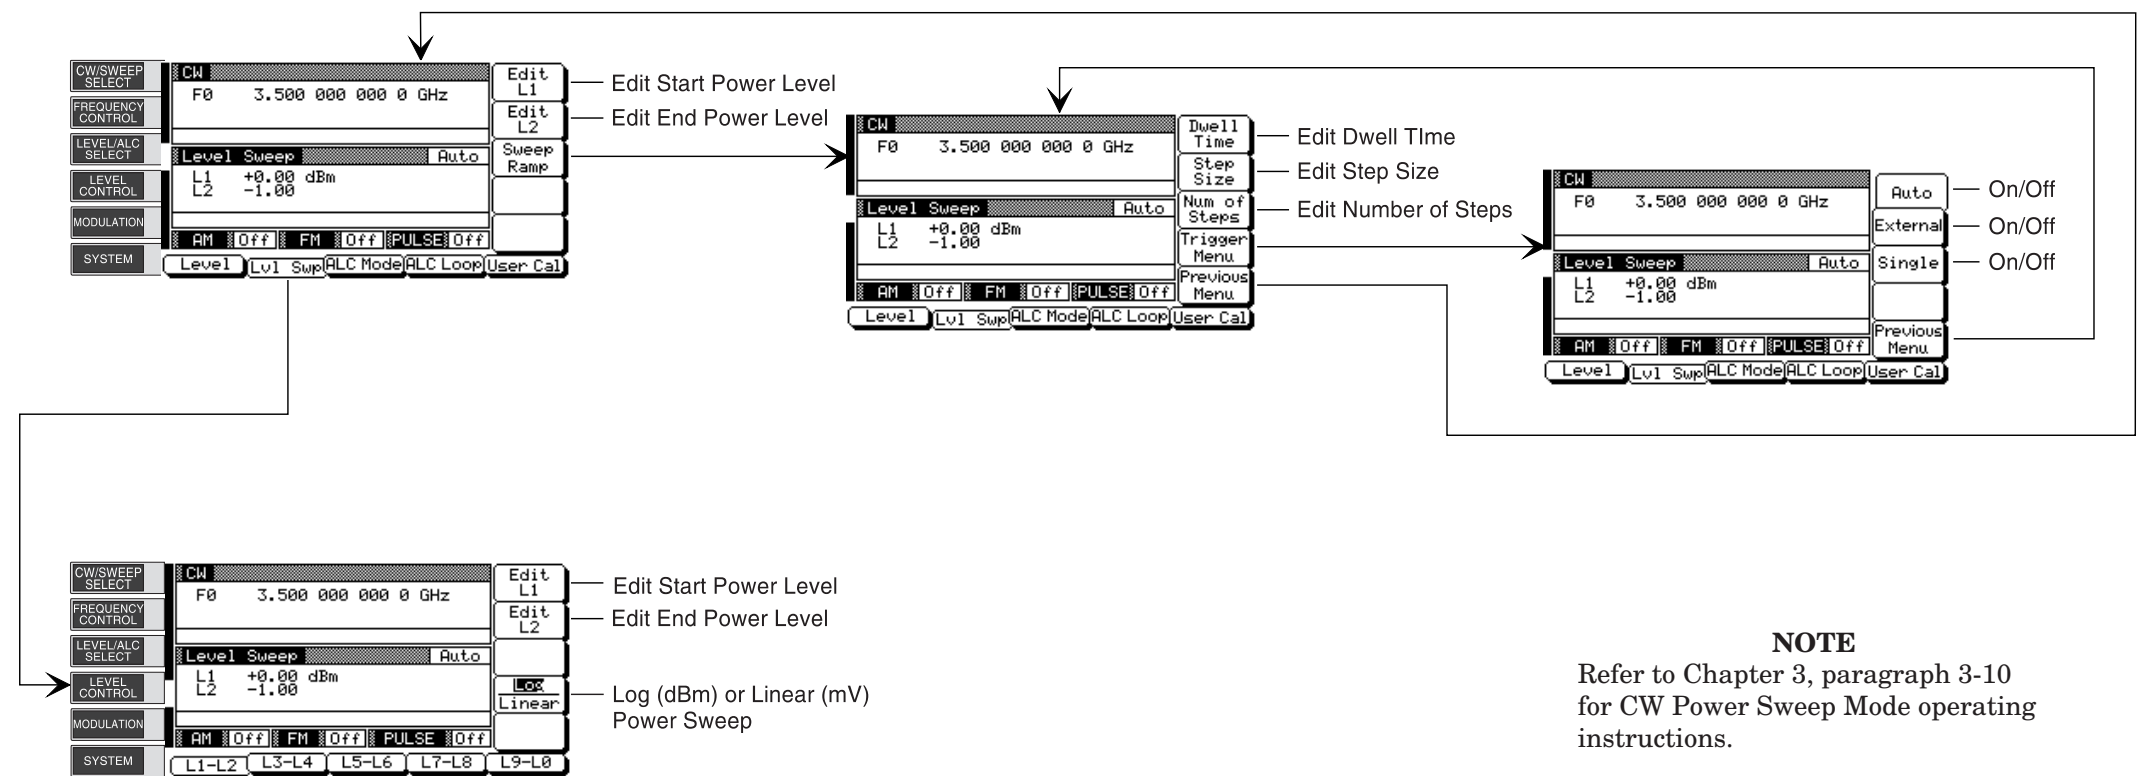 CW/SWEEP
SELECT
FREQUENCY
CONTROL
LEVEL/ALC
SELECT
LEVEL
CONTROL
MODULATION
SYSTEM
CW
F0 3.500 000 000 0 GHz
Level Sweep Auto
L1 +0.00 dBm
L2 -1.00
AM Off FM Off PULSE Off
Level Lvl Swp ALC Mode ALC Loop User Cal
Edit
L1
Edit
L2
Sweep
Ramp
Edit Start Power Level
Edit End Power Level
CW
F0 3.500 000 000 0 GHz
Level Sweep Auto
L1 +0.00 dBm
L2 -1.00
AM Off FM Off PULSE Off
Level Lvl Swp ALC Mode ALC Loop User Cal
Dwell
Time
Step
Size
Num of
Steps
Trigger
Menu
Previous
Menu
Edit Dwell TIme
Edit Step Size
Edit Number of Steps
CW
F0 3.500 000 000 0 GHz
Level Sweep Auto
L1 +0.00 dBm
L2 -1.00
AM Off FM Off PULSE Off
Level Lvl Swp ALC Mode ALC Loop User Cal
Auto
External
Single
Previous
Menu
On/Off
On/Off
On/Off
CW/SWEEP
SELECT
FREQUENCY
CONTROL
LEVEL/ALC
SELECT
LEVEL
CONTROL
MODULATION
SYSTEM
CW
F0 3.500 000 000 0 GHz
Level Sweep Auto
L1 +0.00 dBm
L2 -1.00
AM Off FM Off PULSE Off
L1-L2 L3-L4 L5-L6 L7-L8 L9-L0
Edit
L1
Edit
L2
Log
Linear
Edit Start Power Level
Edit End Power Level
Log (dBm) or Linear (mV)
Power Sweep
NOTE
Refer to Chapter 3, paragraph 3-10
for CW Power Sweep Mode operating
instructions.